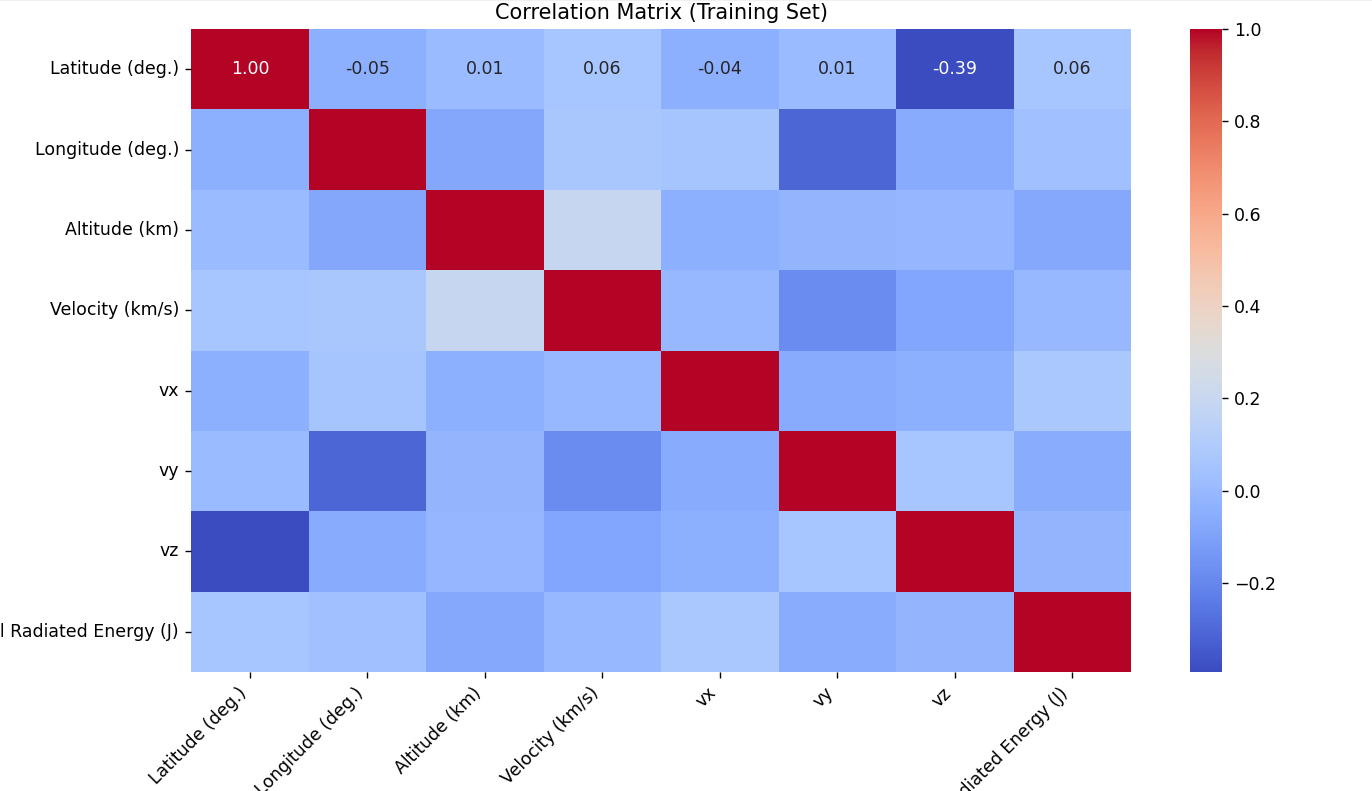 Correlation Matrix (Training Set)
Latitude (deg.) 1.00 -0.05 0.01 0.06 -0.04 0.01 -0.39 0.06
Longitude (deg.)
Altitude (km)
Velocity (km/s)
vx
vy
vz
l Radiated Energy (J)
Latitude (deg.) Longitude (deg.) Altitude (km) Velocity (km/s) vx vy vz diated Energy (J)
1.0
0.8
0.6
0.4
0.2
0.0
−0.2